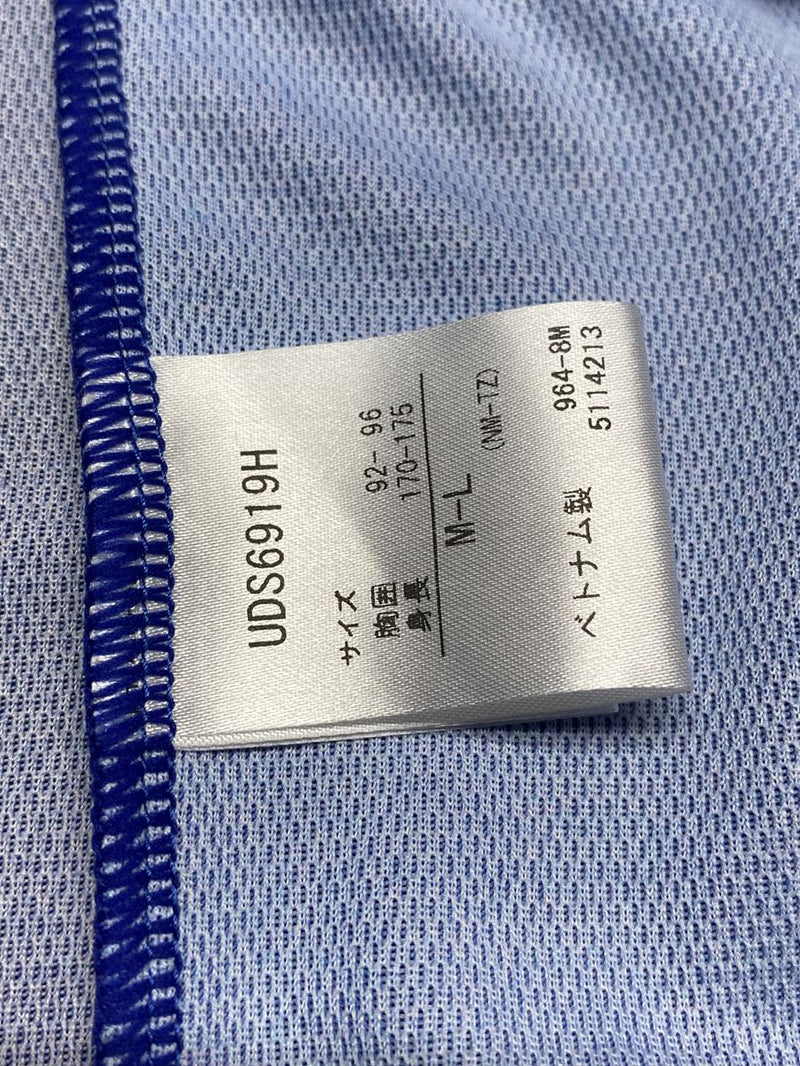 UDS6919H
サイズ
胸囲 92- 96
身長 170-175
M-L
(NM-TZ)
ベトナム製 964-8M
5114213